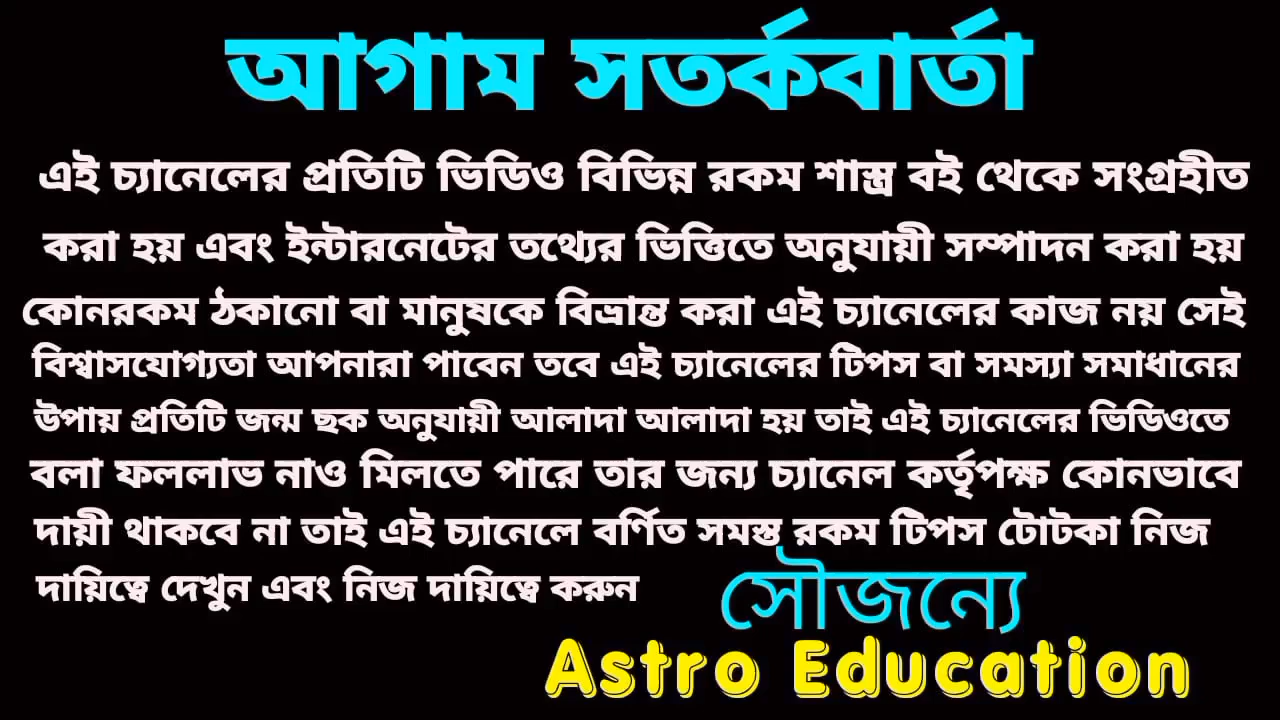 আগাম সতর্কবার্তা
এই চ্যানেলের প্রতিটি ভিডিও বিভিন্ন রকম শাস্ত্র বই থেকে সংগ্রহীত
করা হয় এবং ইন্টারনেটের তথ্যের ভিত্তিতে অনুযায়ী সম্পাদন করা হয়
কোনরকম ঠকানো বা মানুষকে বিভ্রান্ত করা এই চ্যানেলের কাজ নয় সেই
বিশ্বাসযোগ্যতা আপনারা পাবেন তবে এই চ্যানেলের টিপস বা সমস্যা সমাধানের
উপায় প্রতিটি জন্ম ছক অনুযায়ী আলাদা আলাদা হয় তাই এই চ্যানেলের ভিডিওতে
বলা ফললাভ নাও মিলতে পারে তার জন্য চ্যানেল কর্তৃপক্ষ কোনভাবে
দায়ী থাকবে না তাই এই চ্যানেলে বর্ণিত সমস্ত রকম টিপস টোটকা নিজ
দায়িত্বে দেখুন এবং নিজ দায়িত্বে করুন
সৌজন্যে
Astro Education